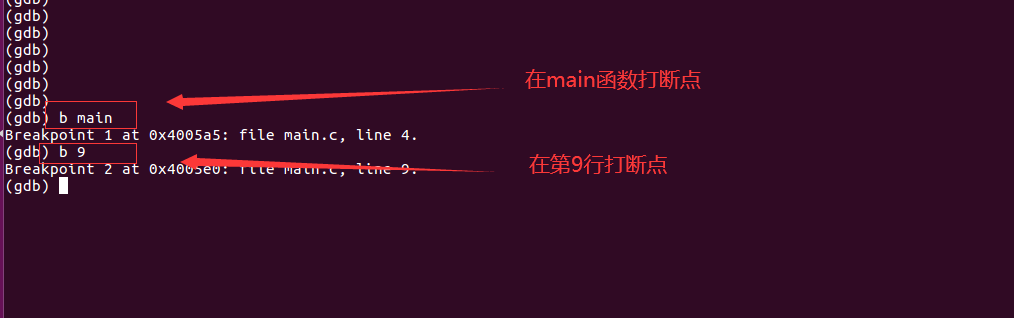 (gdb)
(gdb)
(gdb)
(gdb)
(gdb)
(gdb)
(gdb)
(gdb) b main
Breakpoint 1 at 0x4005a5: file main.c, line 4.
(gdb) b 9
Breakpoint 2 at 0x4005e0: file main.c, line 9.
(gdb)
在main函数打断点
在第9行打断点